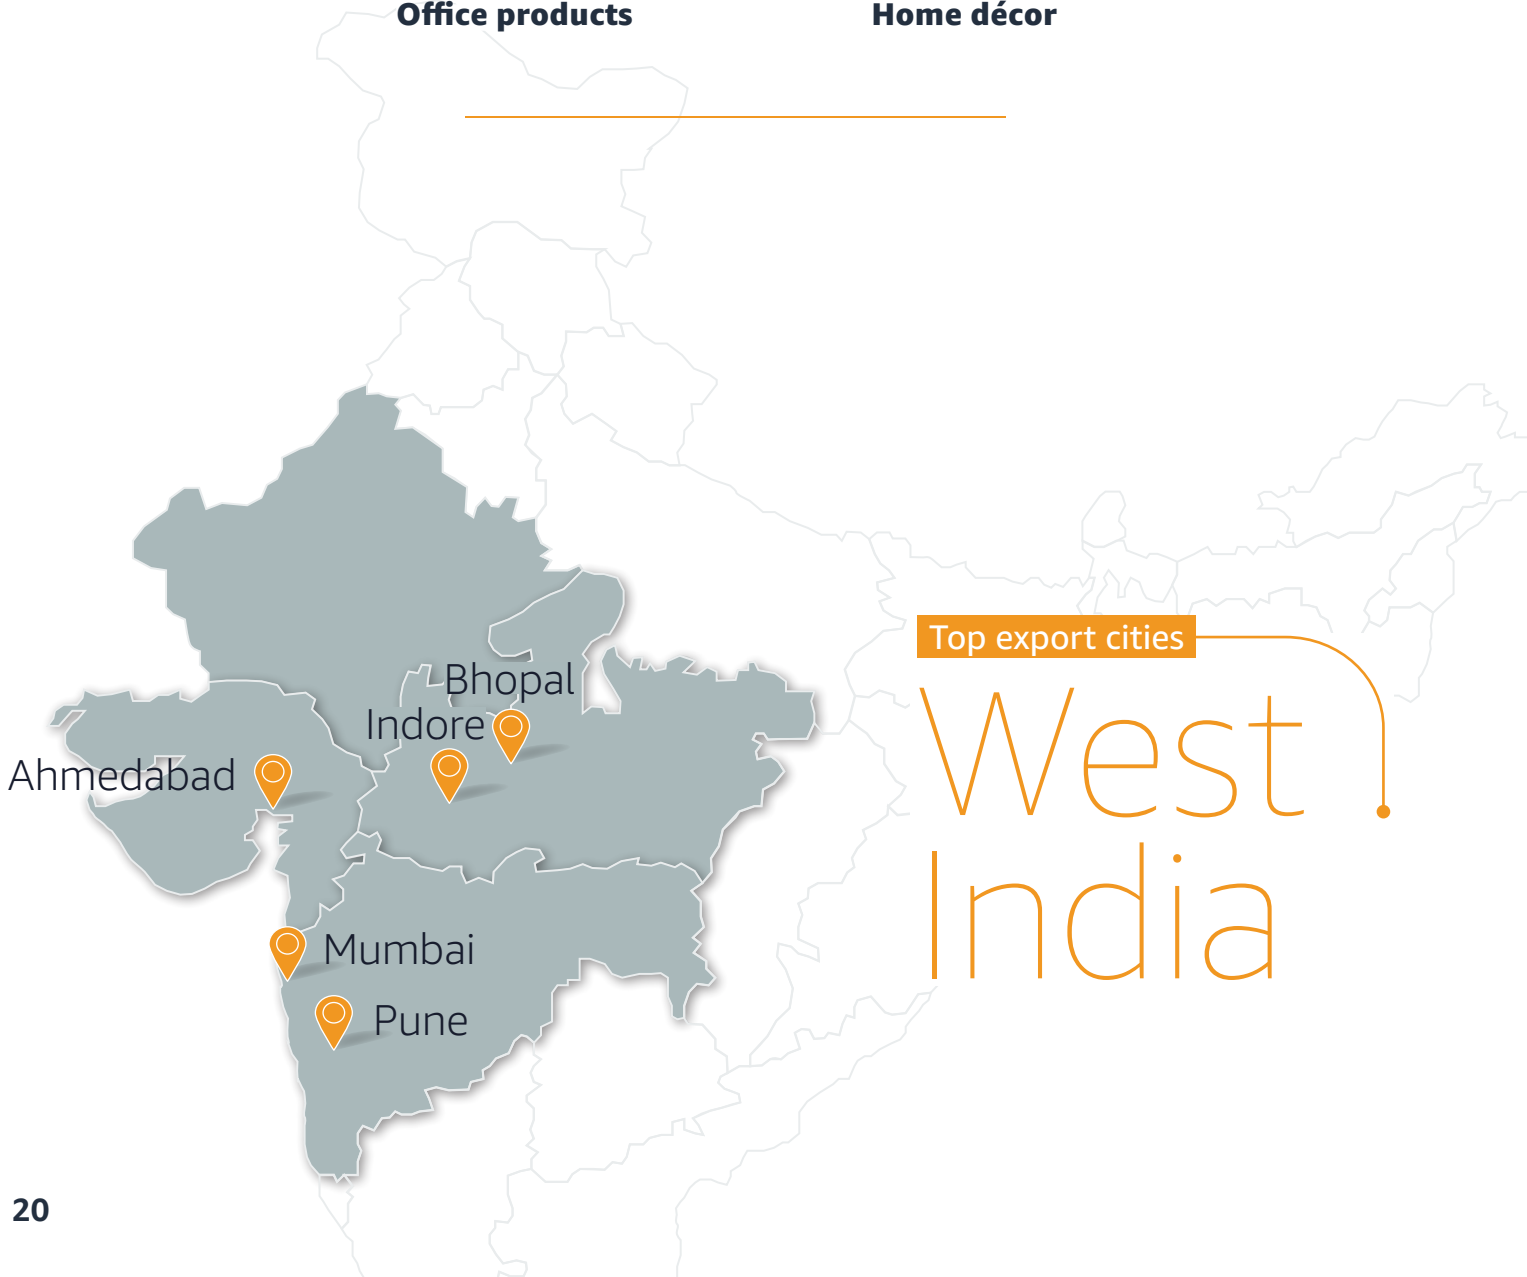 Office products
Home décor
Top export cities
West
India
Bhopal
Indore
Ahmedabad
Mumbai
Pune
20